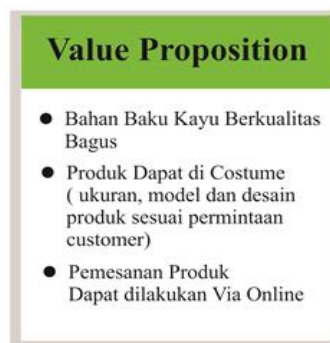 Value Proposition
● Bahan Baku Kayu Berkualitas
Bagus
● Produk Dapat di Costume
( ukuran, model dan desain
produk sesuai permintaan
customer)
● Pemesanan Produk
Dapat dilakukan Via Online